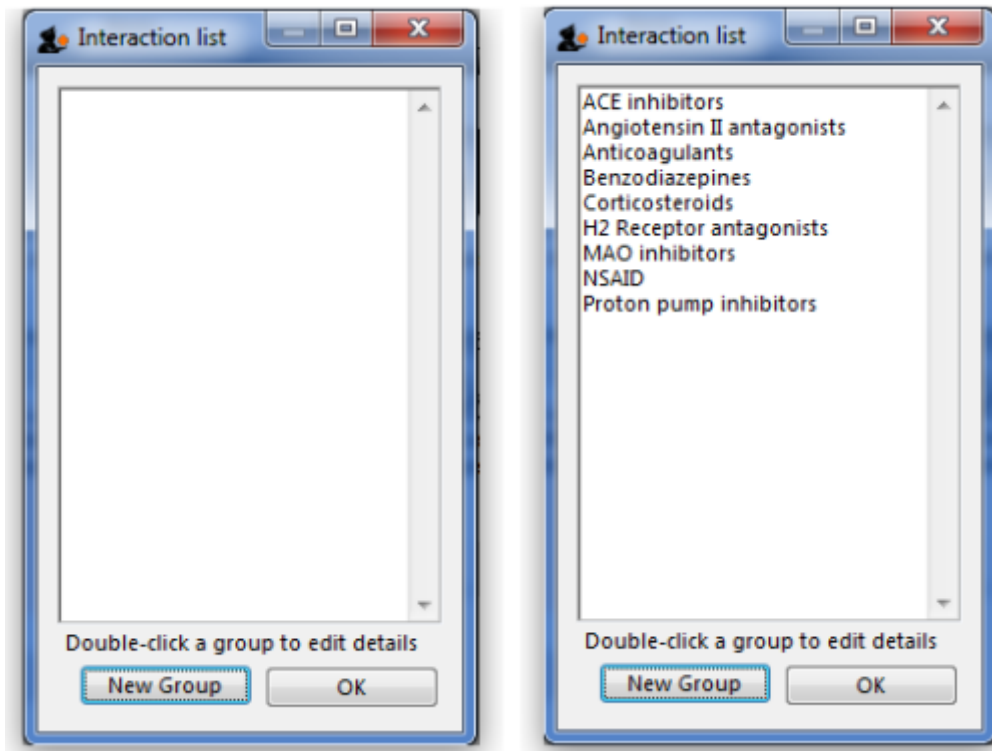 Interaction list
Double-click a group to edit details
New Group
OK
Interaction list
ACE inhibitors
Angiotensin II antagonists
Anticoagulants
Benzodiazepines
Corticosteroids
H2 Receptor antagonists
MAO inhibitors
NSAID
Proton pump inhibitors
Double-click a group to edit details
New Group
OK